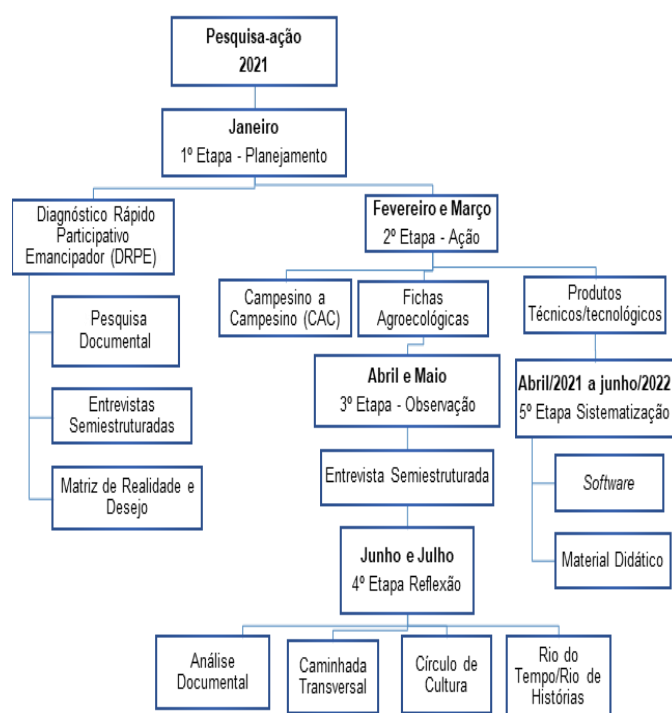 Pesquisa-ação
2021
Janeiro
1º Etapa - Planejamento
Diagnóstico Rápido
Participativo
Emancipador (DRPE)
Pesquisa
Documental
Entrevistas
Semiestruturadas
Matriz de Realidade e
Desejo
Fevereiro e Março
2º Etapa - Ação
Campesino a
Campesino (CAC)
Fichas
Agroecológicas
Produtos
Técnicos/tecnológicos
Abril e Maio
3º Etapa - Observação
Entrevista Semiestruturada
Junho e Julho
4º Etapa Reflexão
Análise
Documental
Caminhada
Transversal
Círculo de
Cultura
Rio do
Tempo/Rio de
Histórias
Abril/2021 a junho/2022
5º Etapa Sistematização
Software
Material Didático